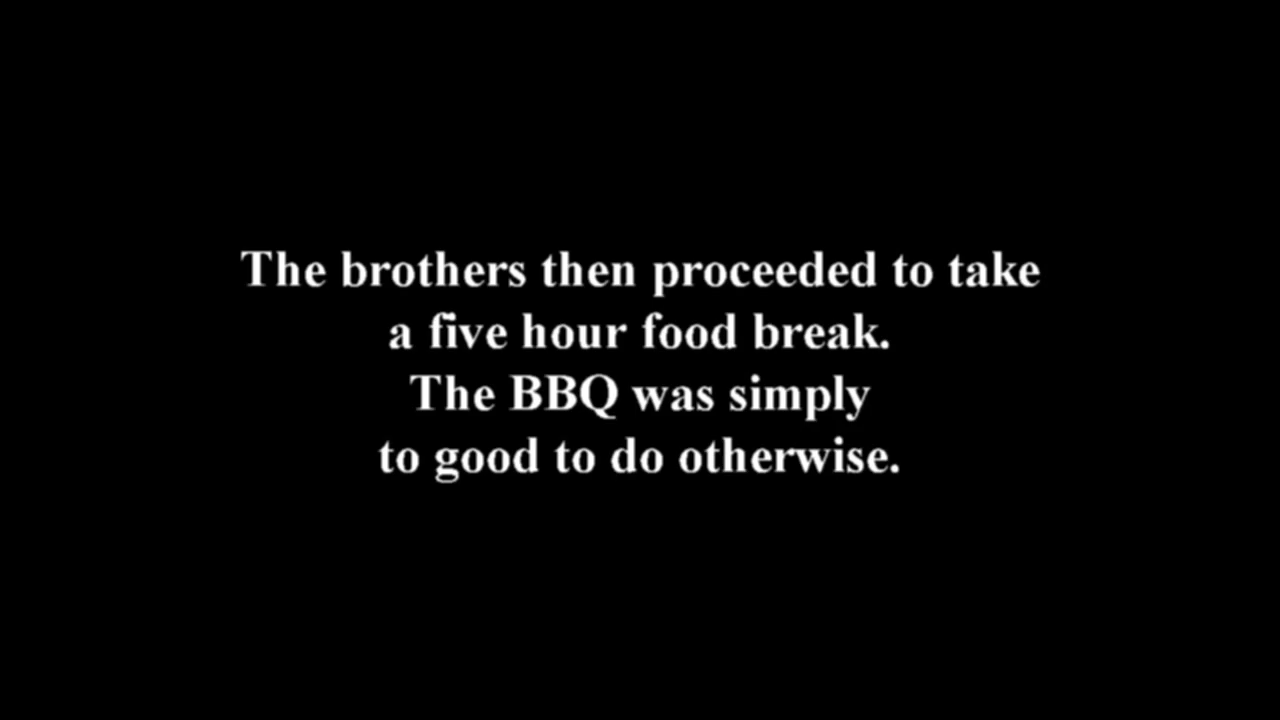 The brothers then proceeded to take
a five hour food break.
The BBQ was simply
to good to do otherwise.